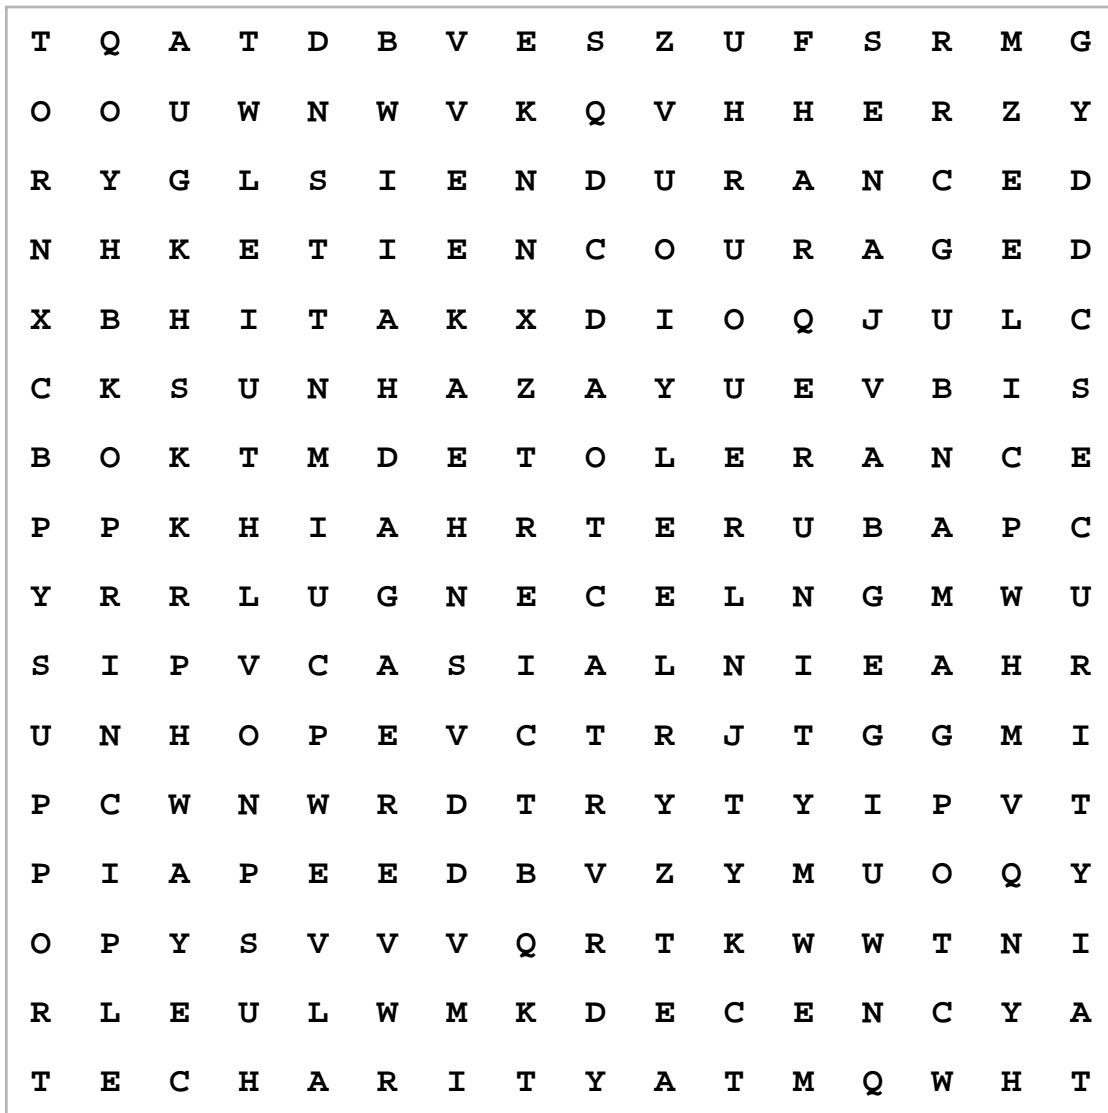 T Q A T D B V E S Z U F S R M G
O O U W N W V K Q V H H E R Z Y
R Y G L S I E N D U R A N C E D
N H K E T I E N C O U R A G E D
X B H I T A K X D I O Q J U L C
C K S U N H A Z A Y U E V B I S
B O K T M D E T O L E R A N C E
P P K H I A H R T E R U B A P C
Y R R L U G N E C E L N G M W U
S I P V C A S I A L N I E A H R
U N H O P E V C T R J T G G M I
P C W N W R D T R Y T Y I P V T
P I A P E E D B V Z Y M U O Q Y
O P Y S V V V Q R T K W W T N I
R L E U L W M K D E C E N C Y A
T E C H A R I T Y A T M Q W H T